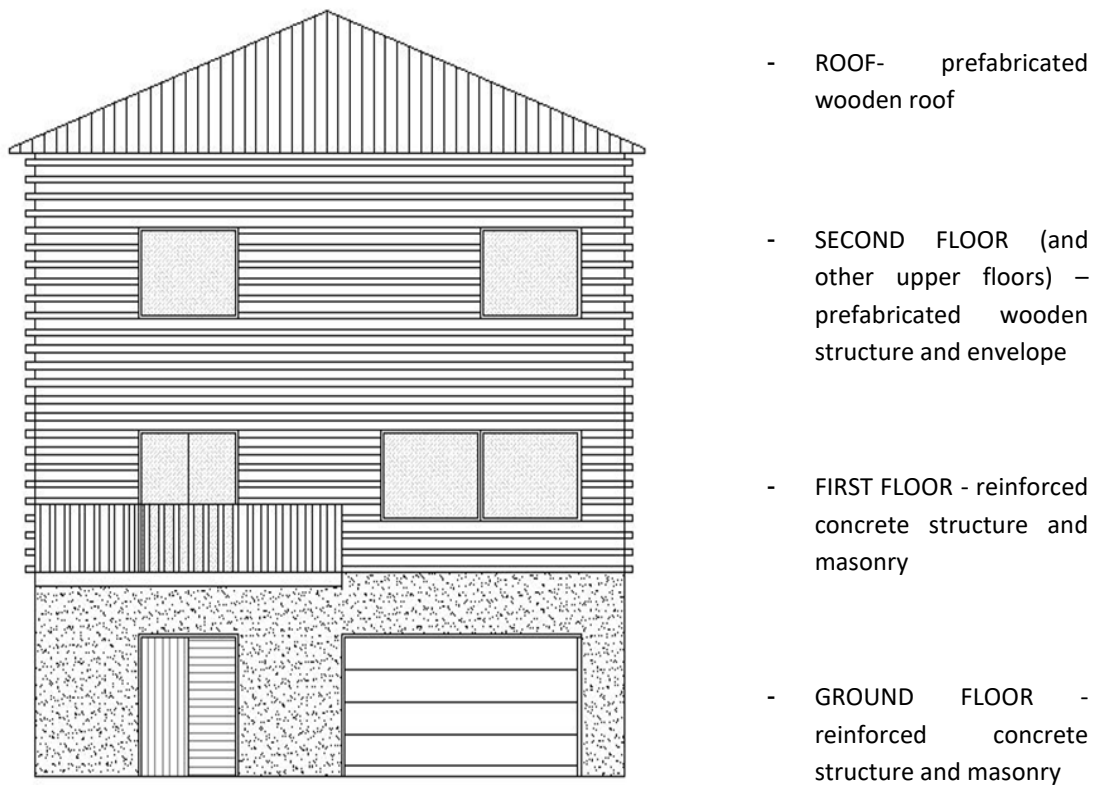 - ROOF- prefabricated
wooden roof
- SECOND FLOOR (and
other upper floors) –
prefabricated wooden
structure and envelope
- FIRST FLOOR - reinforced
concrete structure and
masonry
- GROUND FLOOR -
reinforced concrete
structure and masonry